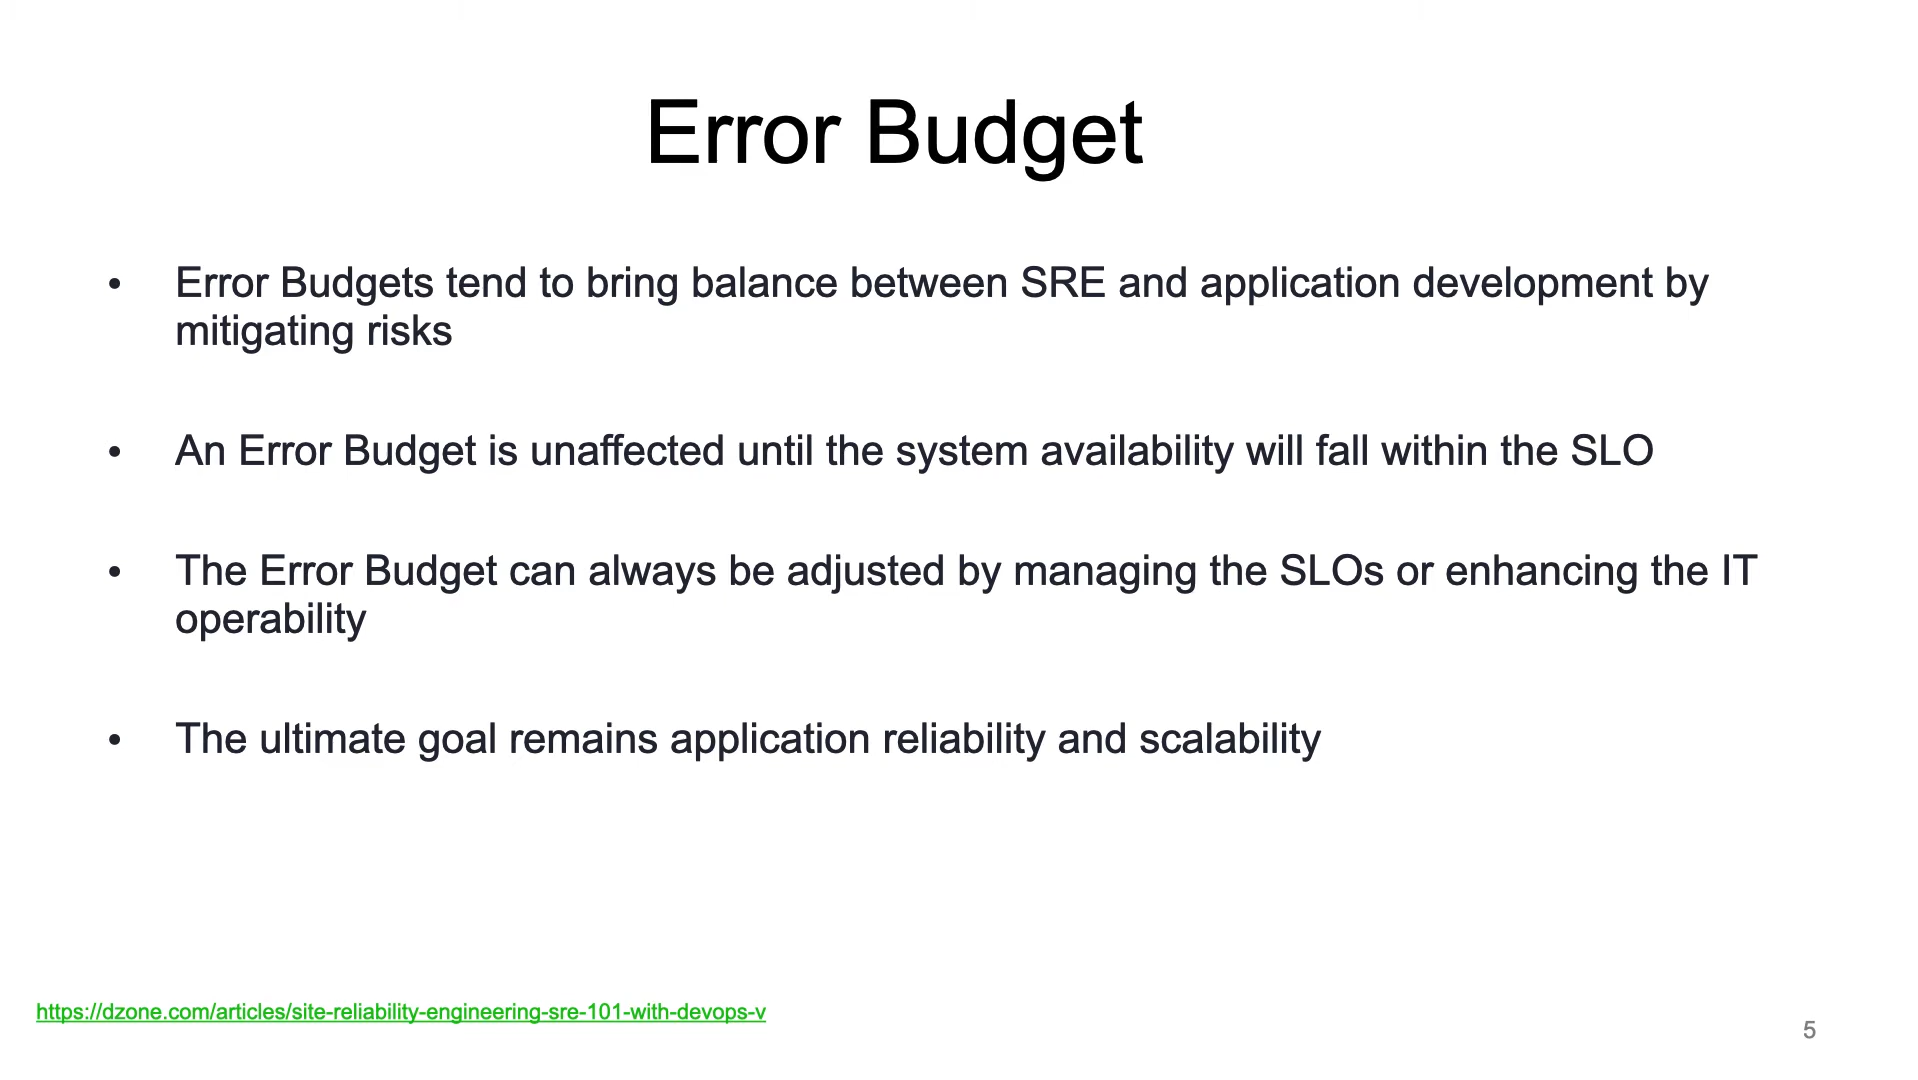 Error Budget
• Error Budgets tend to bring balance between SRE and application development by
mitigating risks
• An Error Budget is unaffected until the system availability will fall within the SLO
• The Error Budget can always be adjusted by managing the SLOs or enhancing the IT
operability
• The ultimate goal remains application reliability and scalability
https://dzone.com/articles/site-reliability-engineering-sre-101-with-devops-v
5